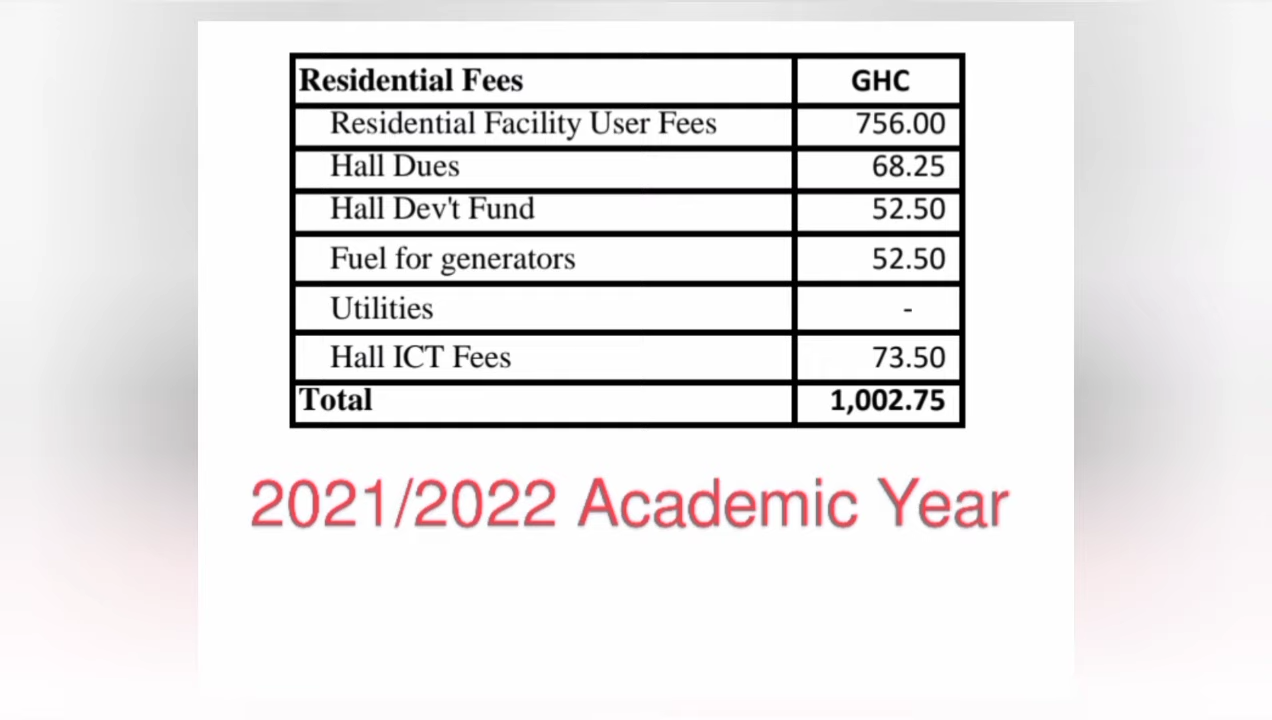 Residential Fees GHC
Residential Facility User Fees 756.00
Hall Dues 68.25
Hall Dev't Fund 52.50
Fuel for generators 52.50
Utilities -
Hall ICT Fees 73.50
Total 1,002.75
2021/2022 Academic Year